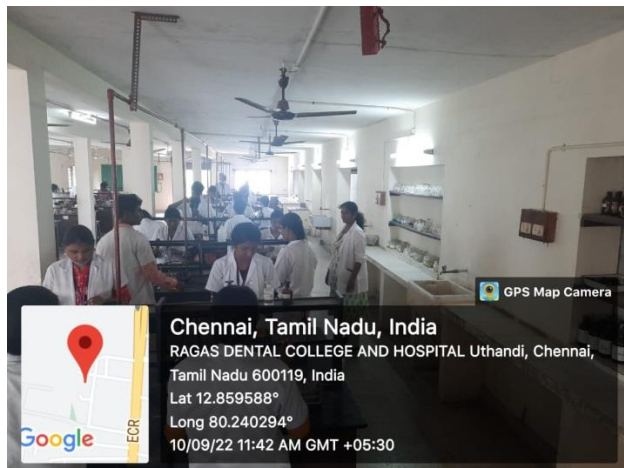 GPS Map Camera
Chennai, Tamil Nadu, India
RAGAS DENTAL COLLEGE AND HOSPITAL Uthandi, Chennai,
Tamil Nadu 600119, India
Lat 12.859588°
Long 80.240294°
10/09/22 11:42 AM GMT +05:30
Google
ECR